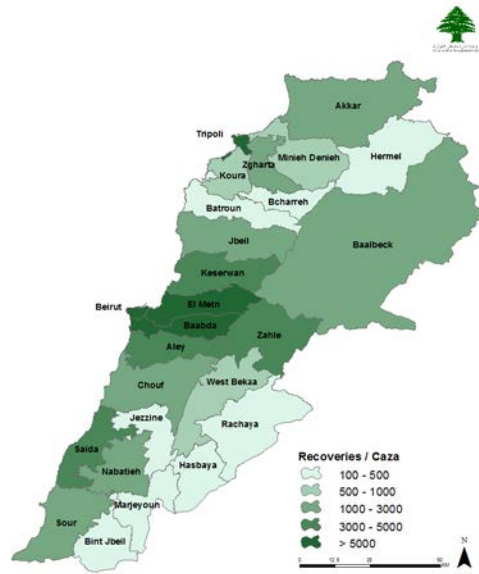 Akkar
Tripoli
Hermel
Zgharta
Minieh Denieh
Koura
Bcharreh
Batroun
Jbeil
Baalbeck
Keserwan
El Metn
Beirut
Baabda
Zahle
Aley
West Bekaa
Chouf
Jezzine
Rachaya
Saida
Hasbaya
Nabatieh
Marjeyoun
Sour
Bint Jbeil
Recoveries / Caza
100 - 500
500 - 1000
1000 - 3000
3000 - 5000
> 5000
N